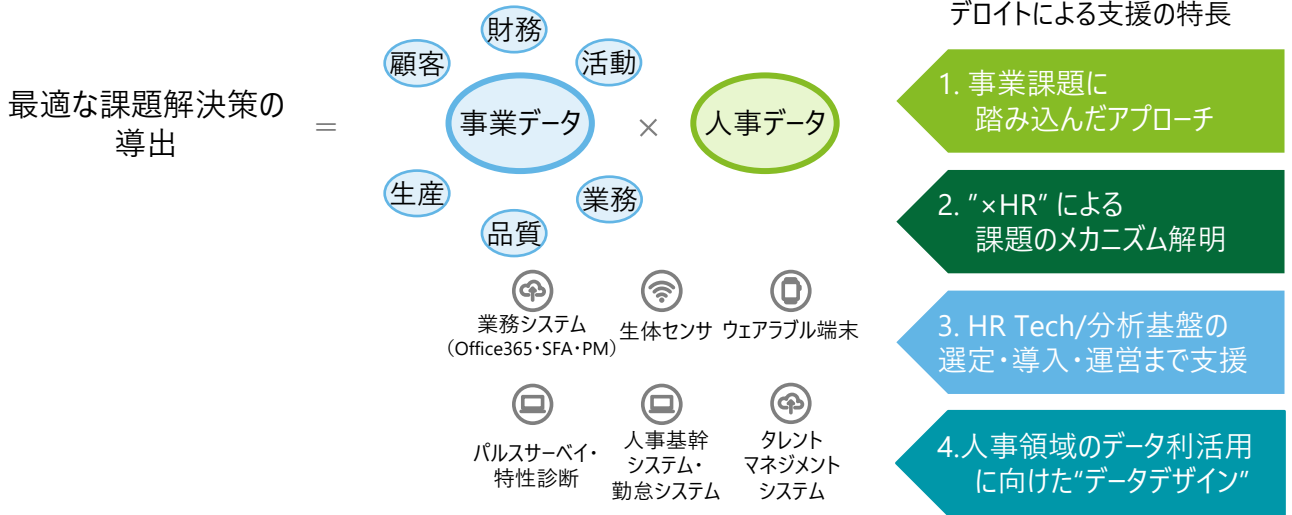 最適な課題解決策の
導出
=
財務
顧客
活動
事業データ
×
人事データ
生産
業務
品質
業務システム
（Office365・SFA・PM）
生体センサ
ウェアラブル端末
パルスサーベイ・
特性診断
人事基幹
システム・
勤怠システム
タレント
マネジメント
システム
デロイトによる支援の特長
1. 事業課題に
踏み込んだアプローチ
2. ”×HR” による
課題のメカニズム解明
3. HR Tech/分析基盤の
選定・導入・運営まで支援
4.人事領域のデータ利活用
に向けた“データデザイン”